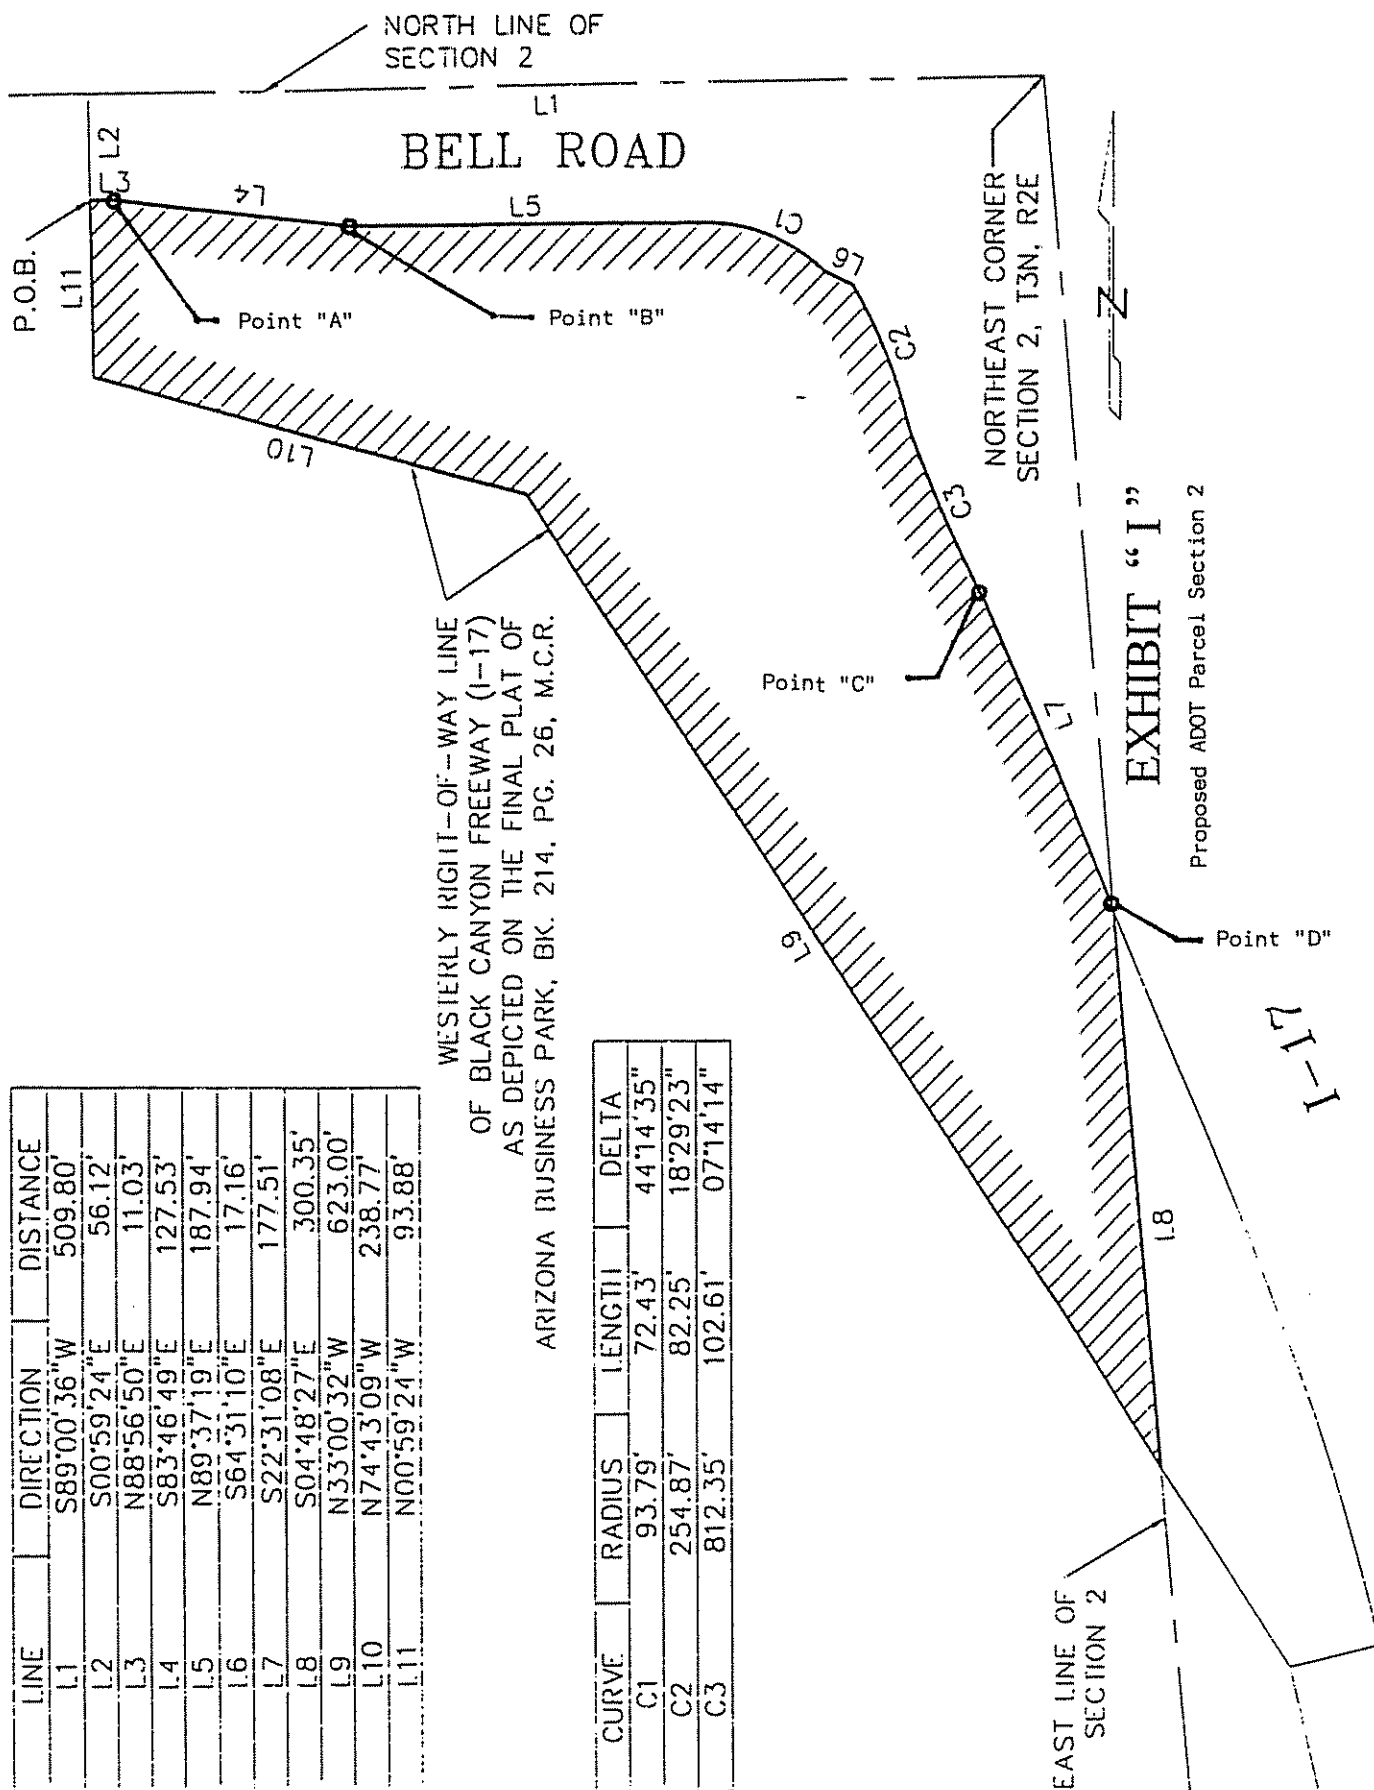 NORTH LINE OF
SECTION 2
L1
BELL ROAD
L2
L3
L4
L5
C1
L6
C2
C3
L7
L8
L9
L10
L11
P.O.B.
Point "A"
Point "B"
Point "C"
Point "D"
NORTHEAST CORNER
SECTION 2, T3N, R2E
N
EXHIBIT “I”
Proposed ADOT Parcel Section 2
I-17
WESTERLY RIGHT-OF-WAY LINE
OF BLACK CANYON FREEWAY (I-17)
AS DEPICTED ON THE FINAL PLAT OF
ARIZONA BUSINESS PARK, BK. 214, PG. 26, M.C.R.
EAST LINE OF
SECTION 2
LINE DIRECTION DISTANCE
L1 S89°00'36"W 509.80'
L2 S00°59'24"E 56.12'
L3 N88°56'50"E 11.03'
L4 S83°46'49"E 127.53'
L5 N89°37'19"E 187.94'
L6 S64°31'10"E 17.16'
L7 S22°31'08"E 177.51'
L8 S04°48'27"E 300.35'
L9 N33°00'32"W 623.00'
L10 N74°43'09"W 238.77'
L11 N00°59'24"W 93.88'
CURVE RADIUS LENGTH DELTA
C1 93.79' 72.43' 44°14'35"
C2 254.87' 82.25' 18°29'23"
C3 812.35' 102.61' 07°14'14"